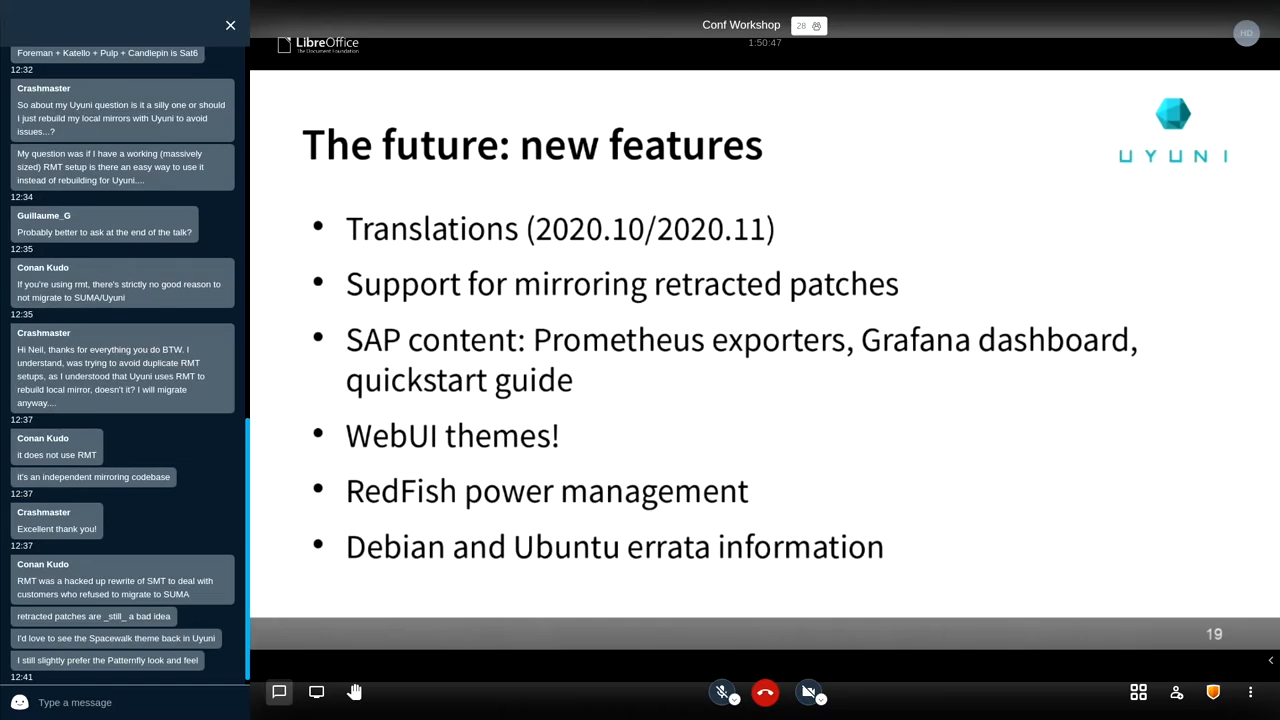 Foreman + Katello + Pulp + Candlepin is Sat6
12:32
Crashmaster
So about my Uyuni question is it a silly one or should
I just rebuild my local mirrors with Uyuni to avoid
issues...?
My question was if I have a working (massively
sized) RMT setup is there an easy way to use it
instead of rebuilding for Uyuni....
12:34
Guillaume_G
Probably better to ask at the end of the talk?
12:35
Conan Kudo
If you're using rmt, there's strictly no good reason to
not migrate to SUMA/Uyuni
12:35
Crashmaster
Hi Neil, thanks for everything you do BTW. I
understand, was trying to avoid duplicate RMT
setups, as I understood that Uyuni uses RMT to
rebuild local mirror, doesn't it? I will migrate
anyway....
12:37
Conan Kudo
it does not use RMT
it's an independent mirroring codebase
12:37
Crashmaster
Excellent thank you!
12:37
Conan Kudo
RMT was a hacked up rewrite of SMT to deal with
customers who refused to migrate to SUMA
retracted patches are _still_ a bad idea
I'd love to see the Spacewalk theme back in Uyuni
I still slightly prefer the Patternfly look and feel
12:41
Type a message
Conf Workshop
28
1:50:47
HD
LibreOffice
The Document Foundation
UYUNI
The future: new features
• Translations (2020.10/2020.11)
• Support for mirroring retracted patches
• SAP content: Prometheus exporters, Grafana dashboard,
quickstart guide
• WebUI themes!
• RedFish power management
• Debian and Ubuntu errata information
19